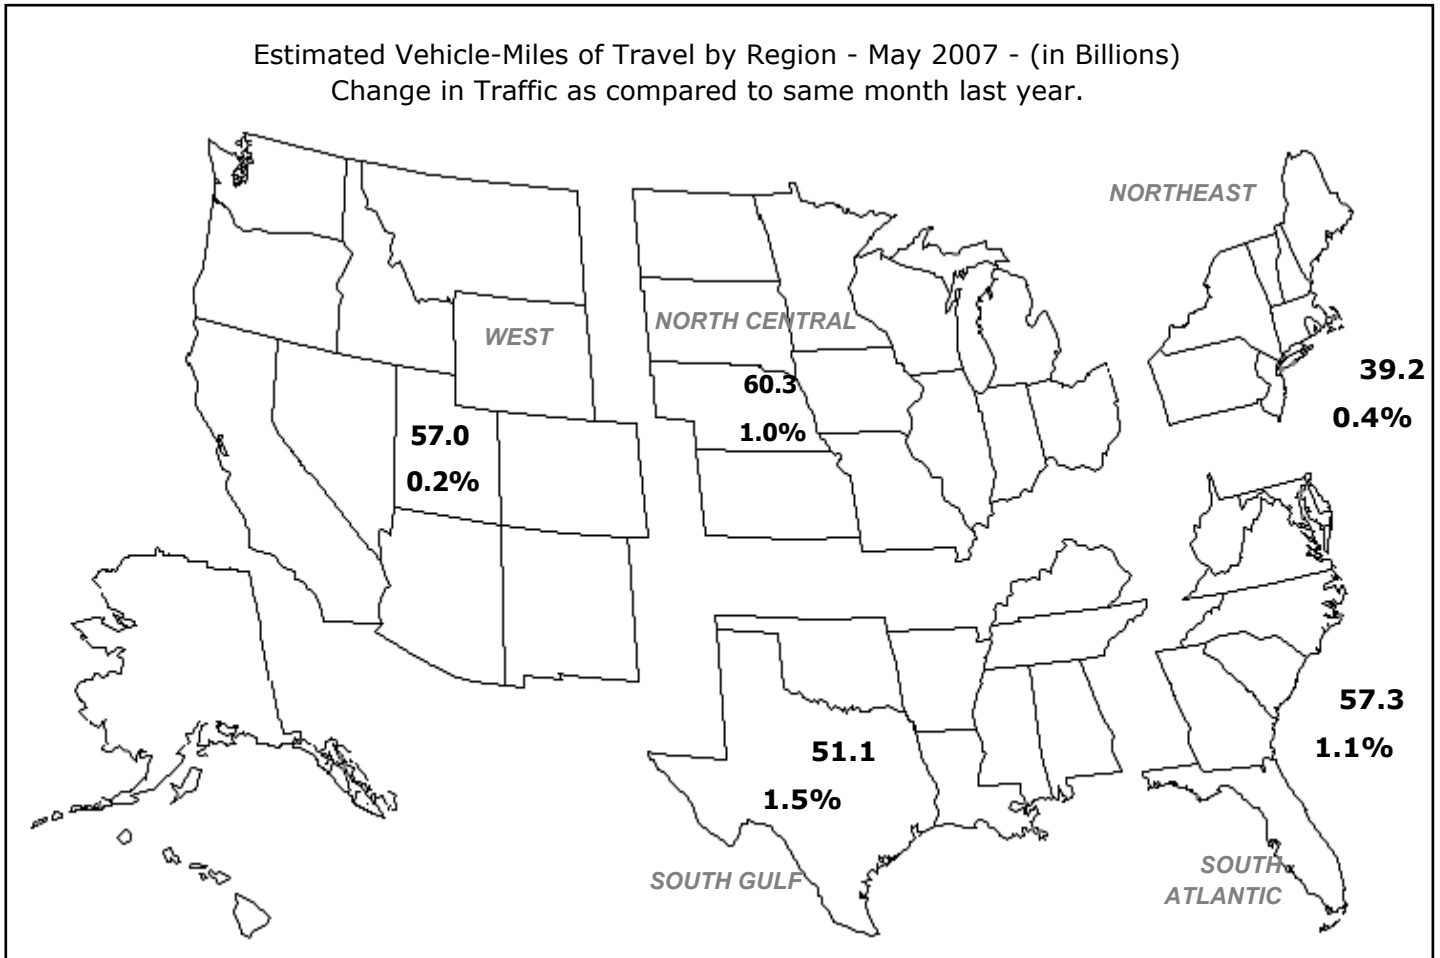 Estimated Vehicle-Miles of Travel by Region - May 2007 - (in Billions)
Change in Traffic as compared to same month last year.
NORTHEAST
WEST
NORTH CENTRAL
39.2
0.4%
60.3
1.0%
57.0
0.2%
57.3
1.1%
51.1
1.5%
SOUTH GULF
SOUTH
ATLANTIC